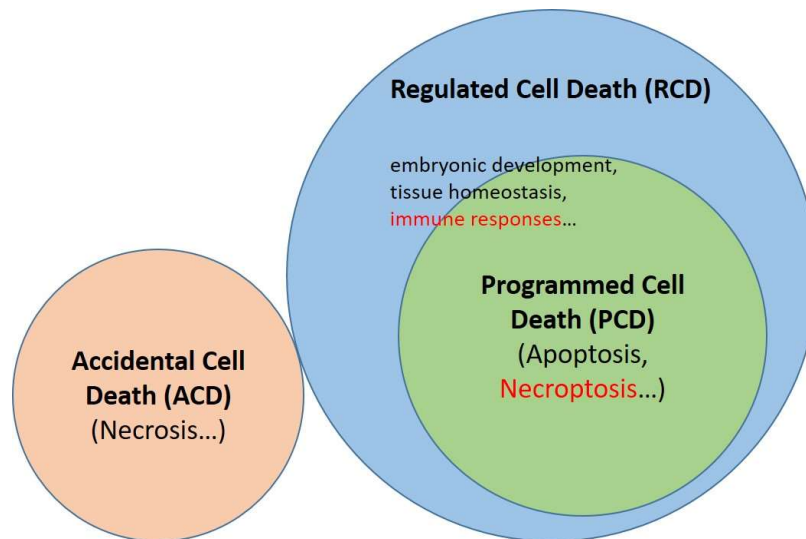 Regulated Cell Death (RCD)
embryonic development,
tissue homeostasis,
immune responses…
Programmed Cell
Death (PCD)
(Apoptosis,
Necroptosis…)
Accidental Cell
Death (ACD)
(Necrosis…)